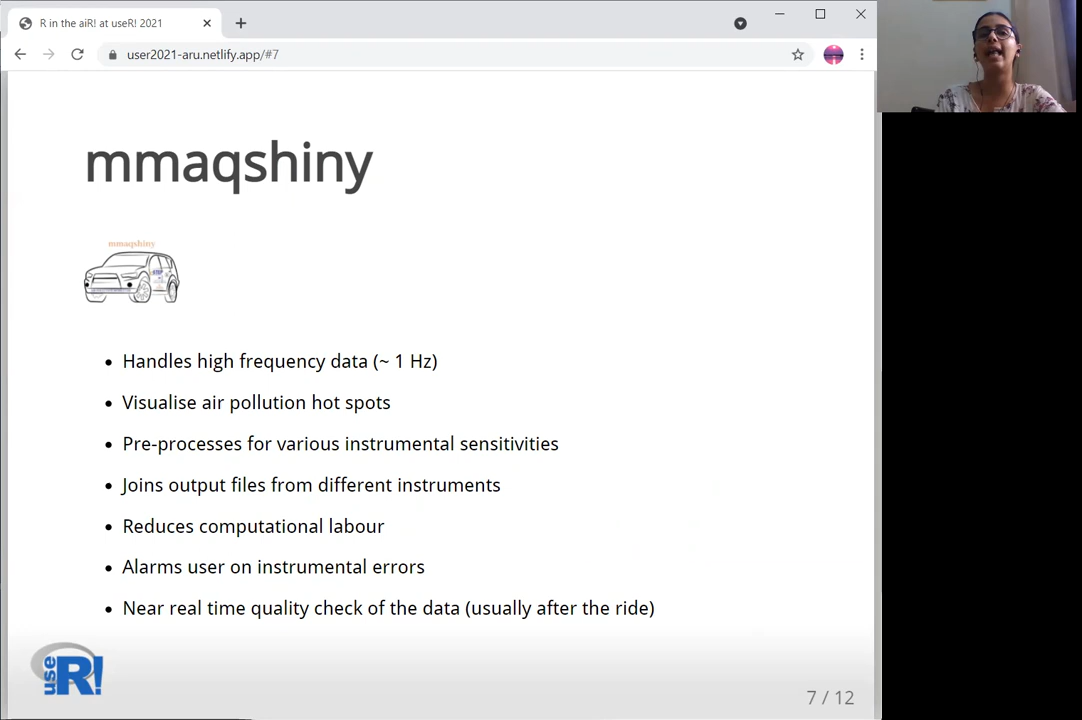 R in the aiR! at useR! 2021
user2021-aru.netlify.app/#7
mmaqshiny
mmaqshiny
• Handles high frequency data (~ 1 Hz)
• Visualise air pollution hot spots
• Pre-processes for various instrumental sensitivities
• Joins output files from different instruments
• Reduces computational labour
• Alarms user on instrumental errors
• Near real time quality check of the data (usually after the ride)
useR!
7 / 12